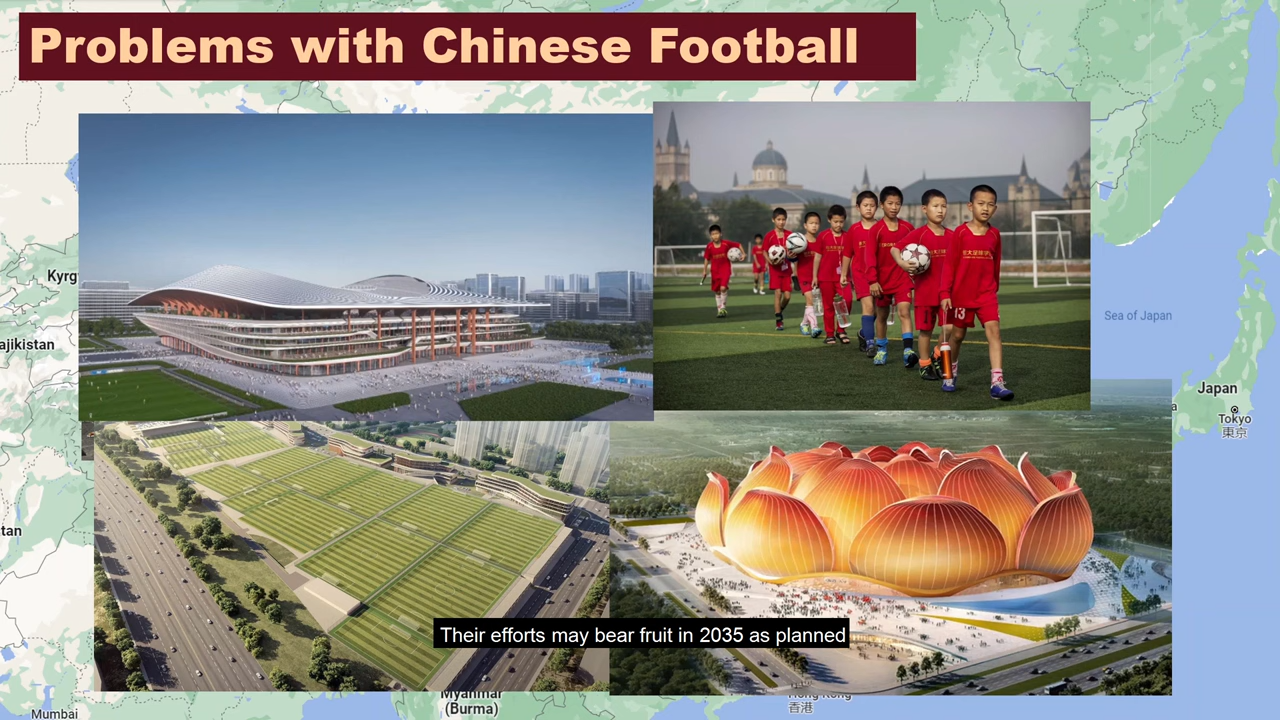 Problems with Chinese Football
Kyrg
ajikistan
Sea of Japan
Japan
Tokyo
東京
tan
13
Their efforts may bear fruit in 2035 as planned
Myanmar
(Burma)
Hong Kong
香港
Mumbai